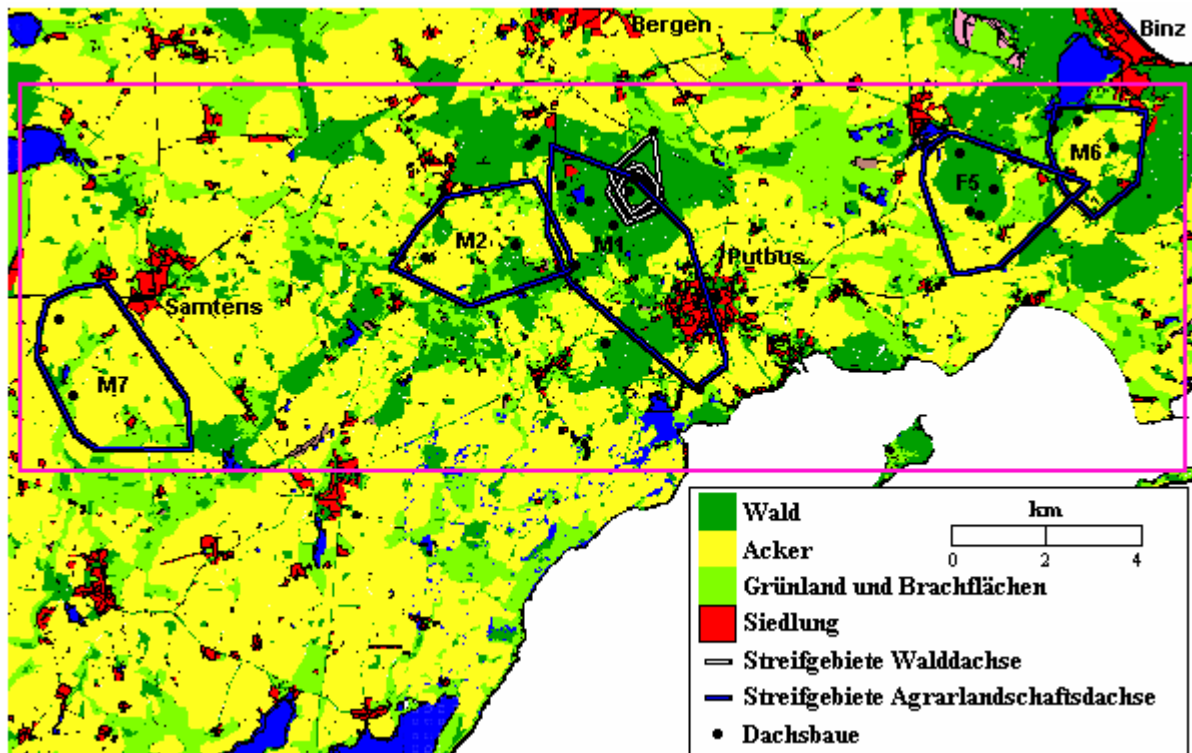 Bergen
Binz
M6
F5
M2
M1
Putbus
Samtens
M7
Wald
km
Acker
0 2 4
Grünland und Brachflächen
Siedlung
Streifgebiete Walddachse
Streifgebiete Agrarlandschaftsdachse
Dachsbaue